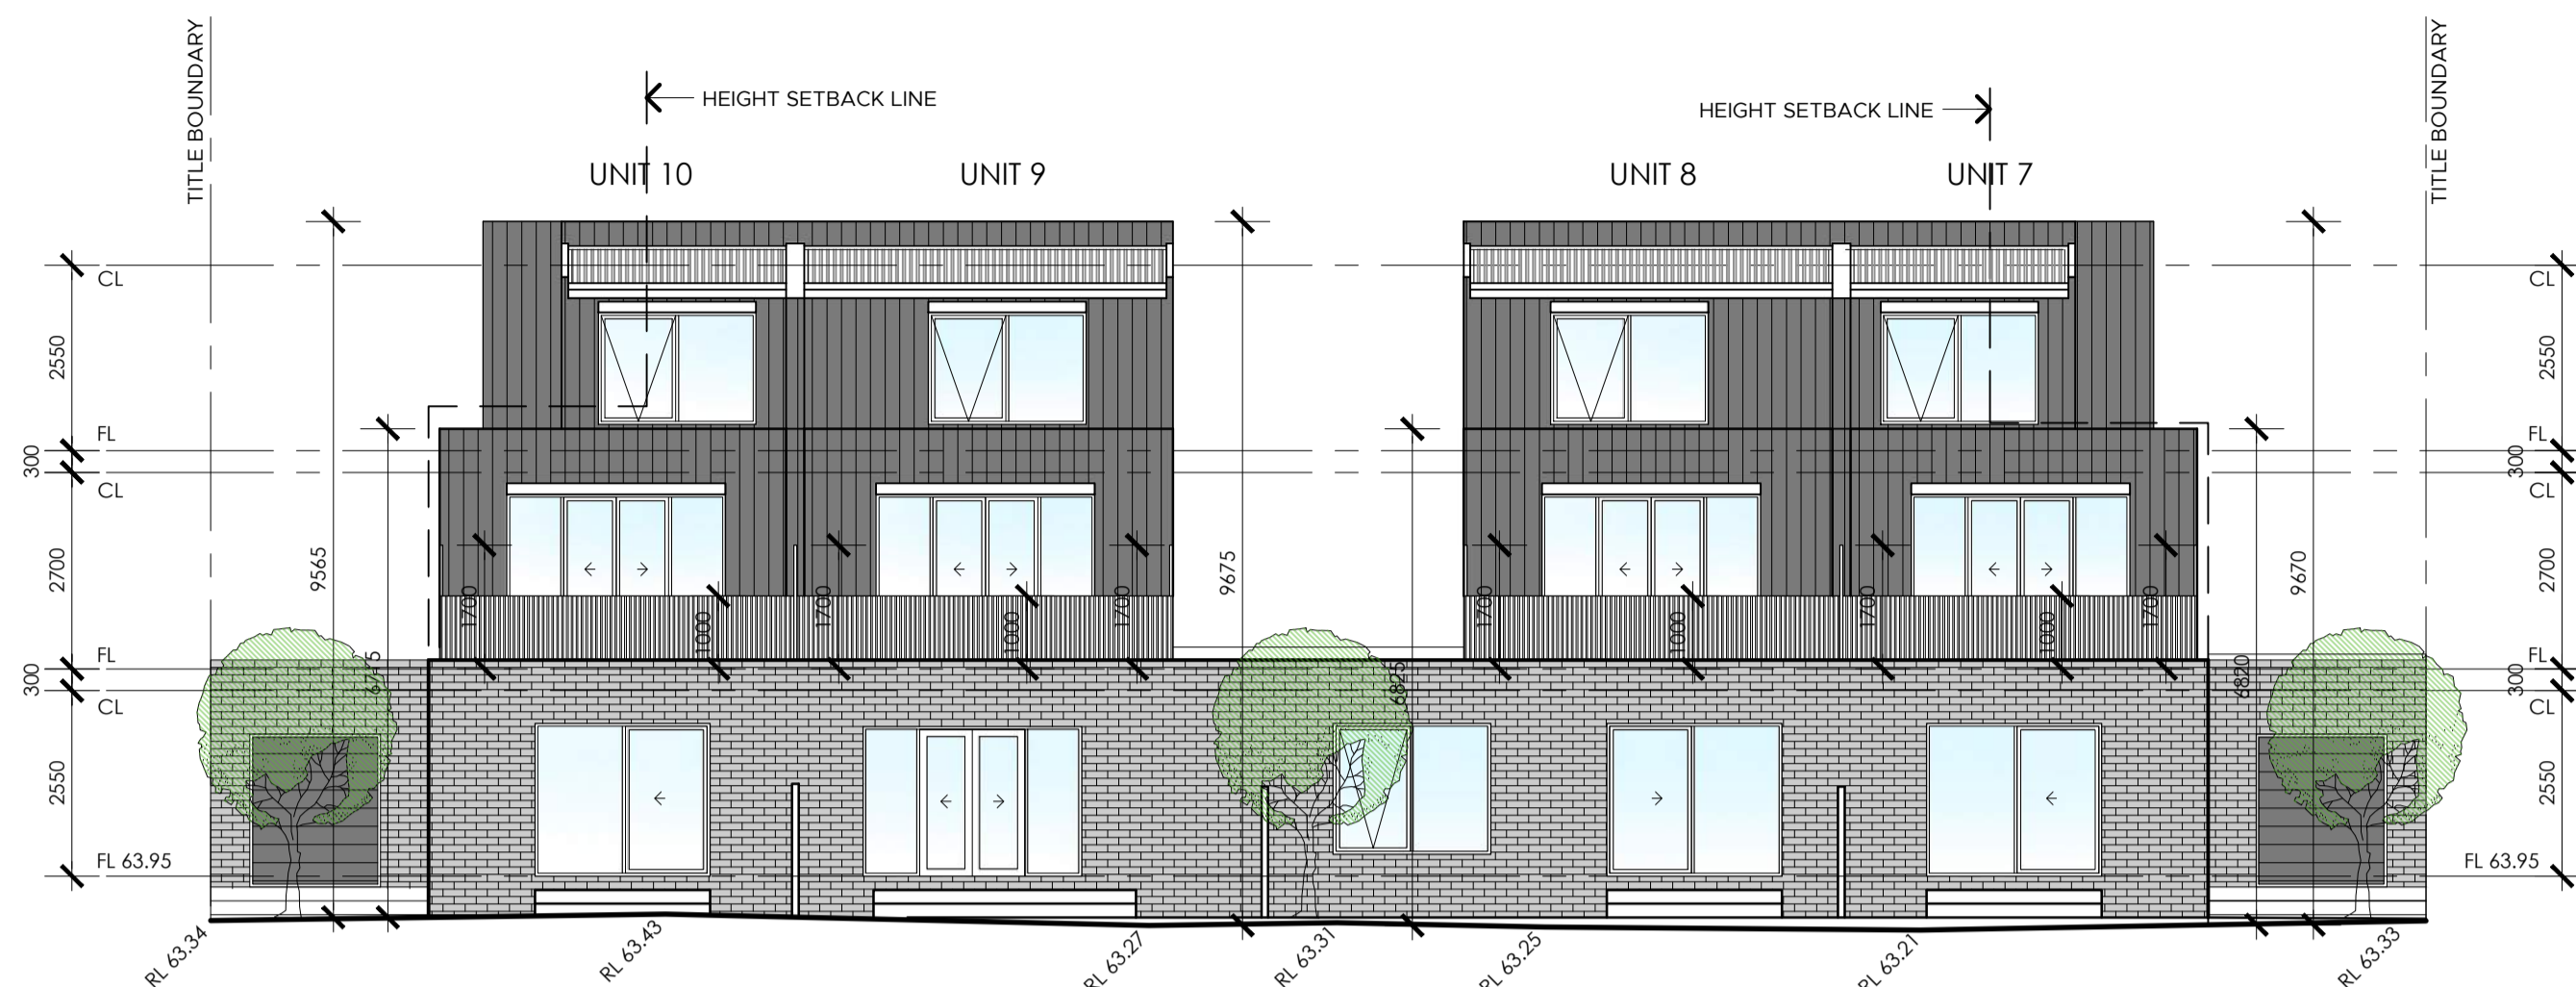 TITLE BOUNDARY
HEIGHT SETBACK LINE
HEIGHT SETBACK LINE
TITLE BOUNDARY
UNIT 10
UNIT 9
UNIT 8
UNIT 7
CL
CL
2550
2550
FL
FL
300
300
CL
CL
2700
9565
9675
9670
2700
1700
1000
1700
1000
1700
1700
1000
1700
1000
1700
FL
FL
300
6825
6820
300
CL
CL
2550
2550
FL 63.95
FL 63.95
RL 63.34
RL 63.43
RL 63.27
RL 63.31
RL 63.25
RL 63.21
RL 63.33